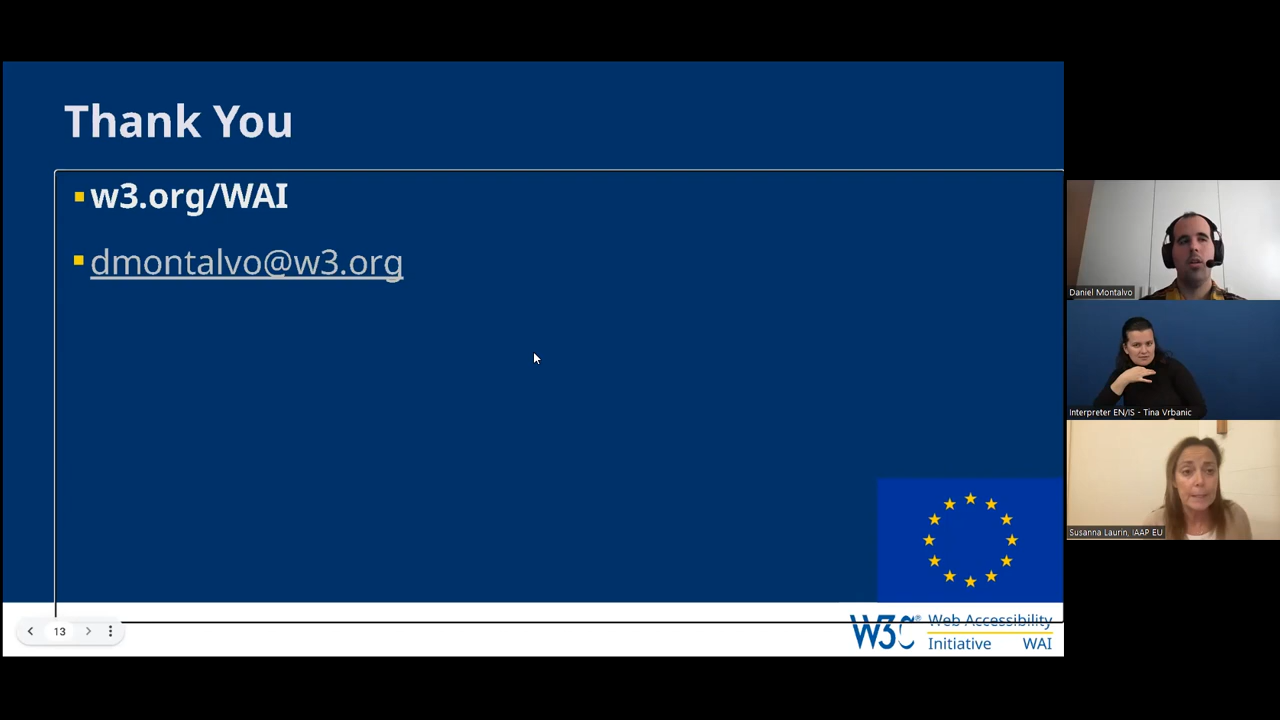 Thank You
w3.org/WAI
dmontalvo@w3.org
13
W3C® Web Accessibility
Initiative WAI
Daniel Montalvo
Interpreter EN/IS - Tina Vrbanic
Susanna Laurin, IAAP EU